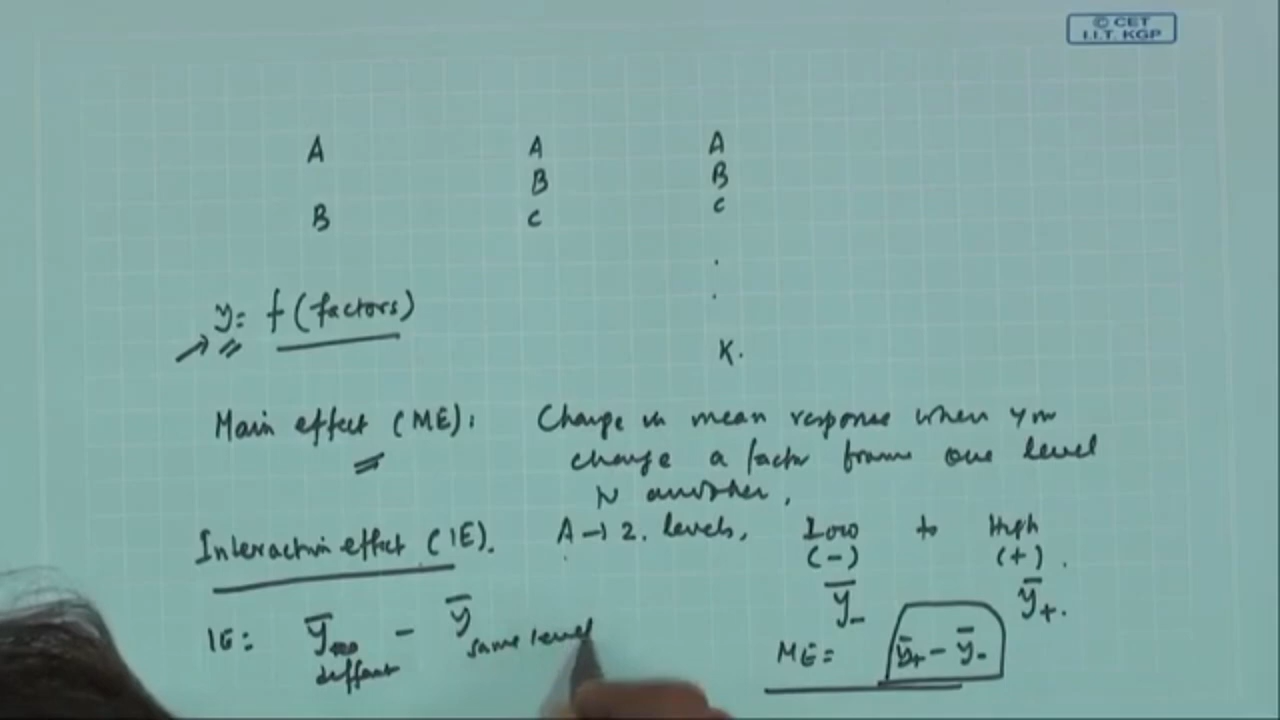 © CET
I.I.T. KGP
A A A
B B
B C C
.
.
y = f (factors)
K.
Main effect (ME): Change in mean response when you
change a factor from one level
to another,
Interaction effect (IE). A → 2. levels, Low to High
(-) (+).
ȳ₋ ȳ₊.
IE: ȳ - ȳ same level
diffent
ME = ȳ₊ - ȳ₋